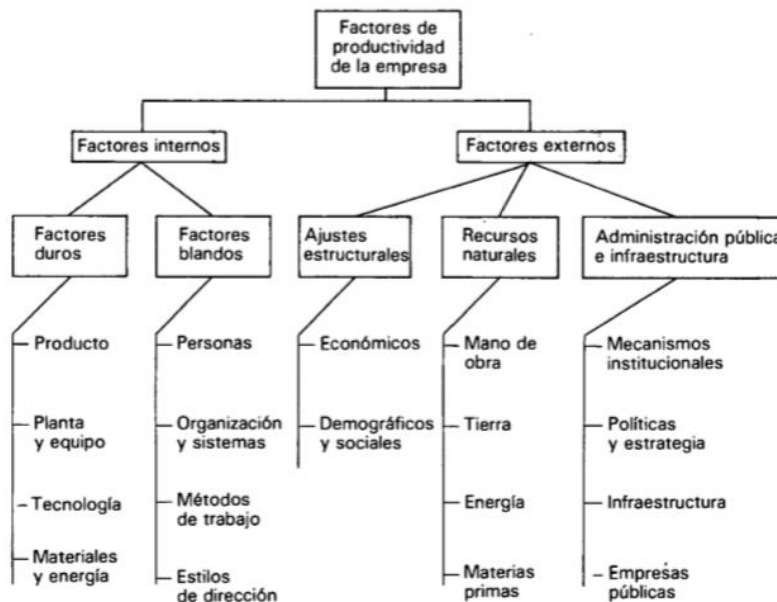 Factores de
productividad
de la empresa
Factores internos
Factores externos
Factores
duros
Factores
blandos
Ajustes
estructurales
Recursos
naturales
Administración pública
e infraestructura
Producto
Planta
y equipo
Tecnología
Materiales
y energía
Personas
Organización
y sistemas
Métodos
de trabajo
Estilos
de dirección
Económicos
Demográficos
y sociales
Mano de
obra
Tierra
Energía
Materias
primas
Mecanismos
institucionales
Políticas
y estrategia
Infraestructura
Empresas
públicas